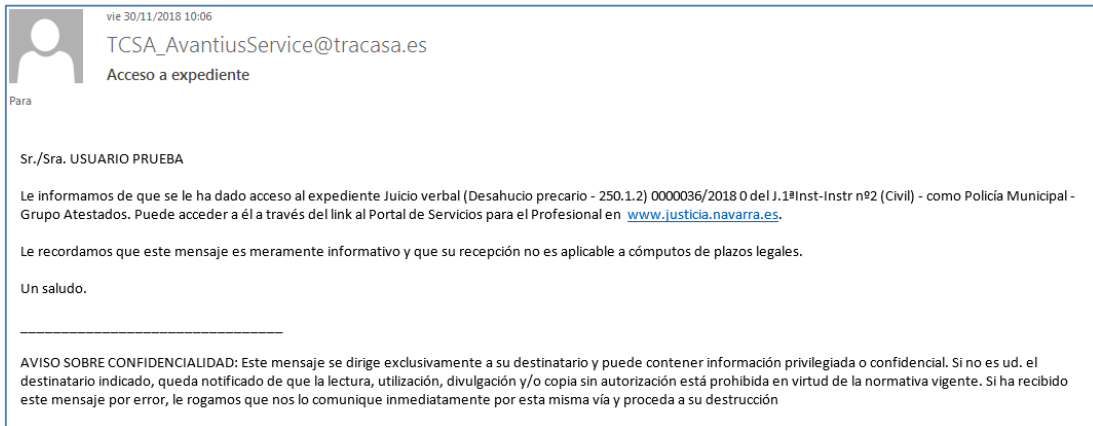 vie 30/11/2018 10:06
TCSA_AvantiusService@tracasa.es
Acceso a expediente
Para
Sr./Sra. USUARIO PRUEBA
Le informamos de que se le ha dado acceso al expediente Juicio verbal (Desahucio precario - 250.1.2) 0000036/2018 0 del J.1ªInst-Instr nº2 (Civil) - como Policía Municipal -
Grupo Atestados. Puede acceder a él a través del link al Portal de Servicios para el Profesional en www.justicia.navarra.es.
Le recordamos que este mensaje es meramente informativo y que su recepción no es aplicable a cómputos de plazos legales.
Un saludo.
________________________________
AVISO SOBRE CONFIDENCIALIDAD: Este mensaje se dirige exclusivamente a su destinatario y puede contener información privilegiada o confidencial. Si no es ud. el
destinatario indicado, queda notificado de que la lectura, utilización, divulgación y/o copia sin autorización está prohibida en virtud de la normativa vigente. Si ha recibido
este mensaje por error, le rogamos que nos lo comunique inmediatamente por esta misma vía y proceda a su destrucción